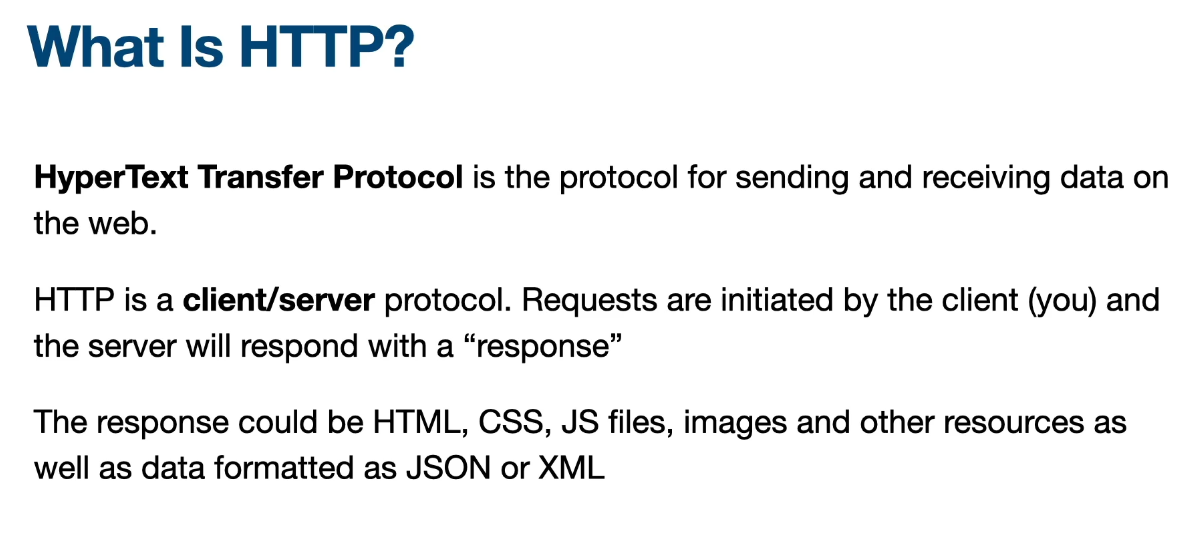 What Is HTTP?
HyperText Transfer Protocol is the protocol for sending and receiving data on
the web.
HTTP is a client/server protocol. Requests are initiated by the client (you) and
the server will respond with a “response”
The response could be HTML, CSS, JS files, images and other resources as
well as data formatted as JSON or XML